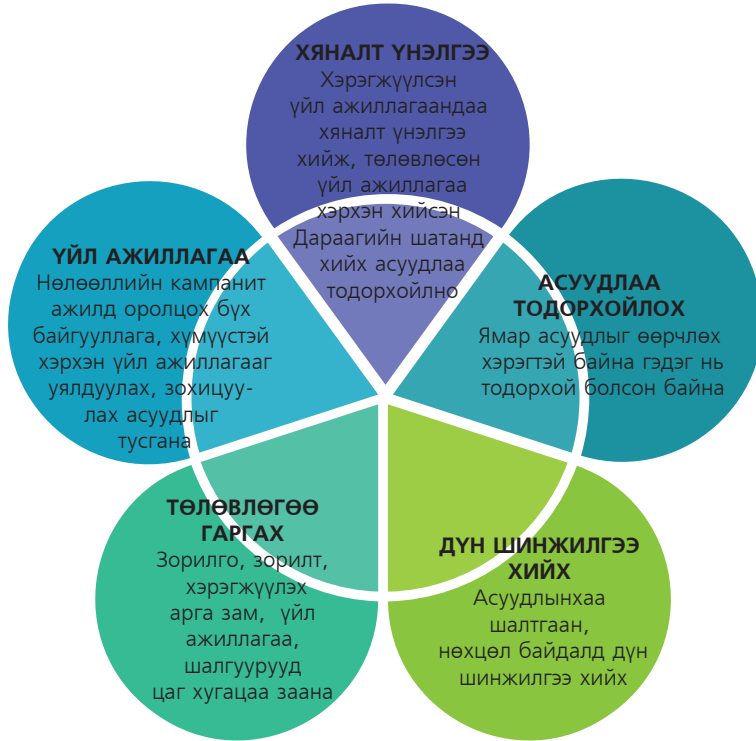 ХЯНАЛТ ҮНЭЛГЭЭ
Хэрэгжүүлсэн
үйл ажиллагаандаа
хяналт үнэлгээ
хийж, төлөвлөсөн
үйл ажиллагаа
хэрхэн хийсэн
Дараагийн шатанд
хийх асуудлаа
тодорхойлно
АСУУДЛАА
ТОДОРХОЙЛОХ
Ямар асуудлыг өөрчлөх
хэрэгтэй байна гэдэг нь
тодорхой болсон байна
ДҮН ШИНЖИЛГЭЭ
ХИЙХ
Асуудлынхаа
шалтгаан,
нөхцөл байдалд дүн
шинжилгээ хийх
ТӨЛӨВЛӨГӨӨ
ГАРГАХ
Зорилго, зорилт,
хэрэгжүүлэх
арга зам, үйл
ажиллагаа,
шалгуурууд
цаг хугацаа заана
ҮЙЛ АЖИЛЛАГАА
Нөлөөллийн кампанит
ажилд оролцох бүх
байгууллага, хүмүүстэй
хэрхэн үйл ажиллагааг
уялдуулах, зохицуу-
лах асуудлыг
тусгана